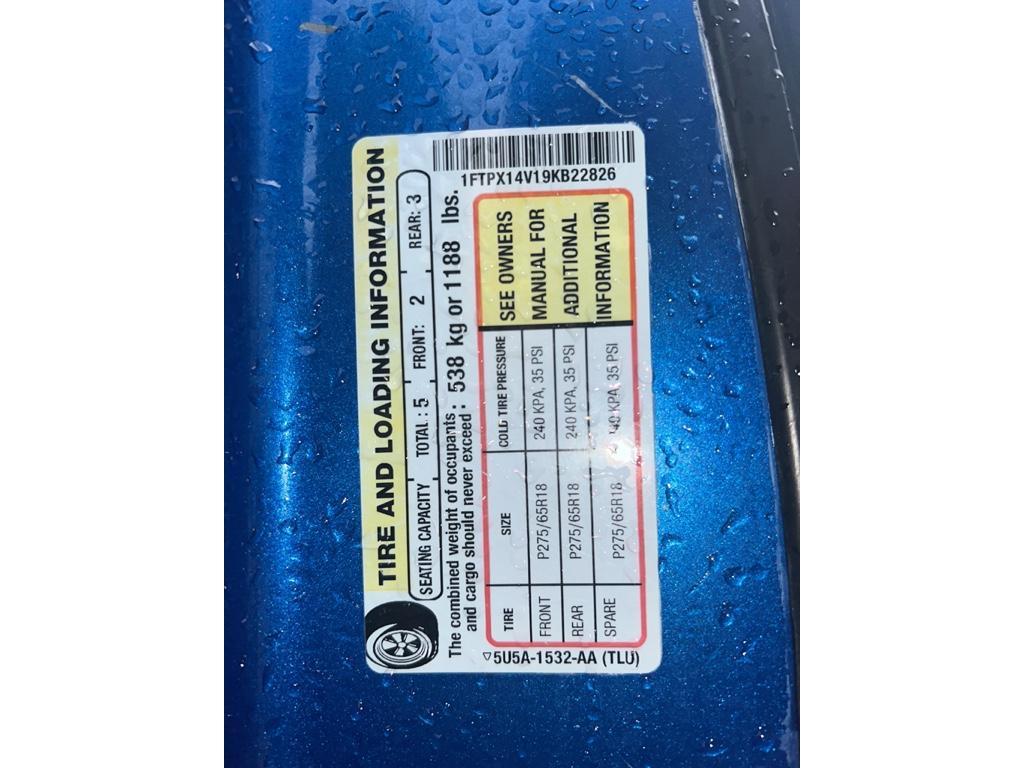 TIRE AND LOADING INFORMATION
SEATING CAPACITY TOTAL : 5 FRONT: 2 REAR: 3
The combined weight of occupants and cargo should never exceed : 538 kg or 1188 lbs.
1FTPX14V19KB22826
TIRE SIZE COLD TIRE PRESSURE
FRONT P275/65R18 240 KPA, 35 PSI
REAR P275/65R18 240 KPA, 35 PSI
SPARE P275/65R18 240 KPA, 35 PSI
SEE OWNERS
MANUAL FOR
ADDITIONAL
INFORMATION
▽5U5A-1532-AA (TLU)